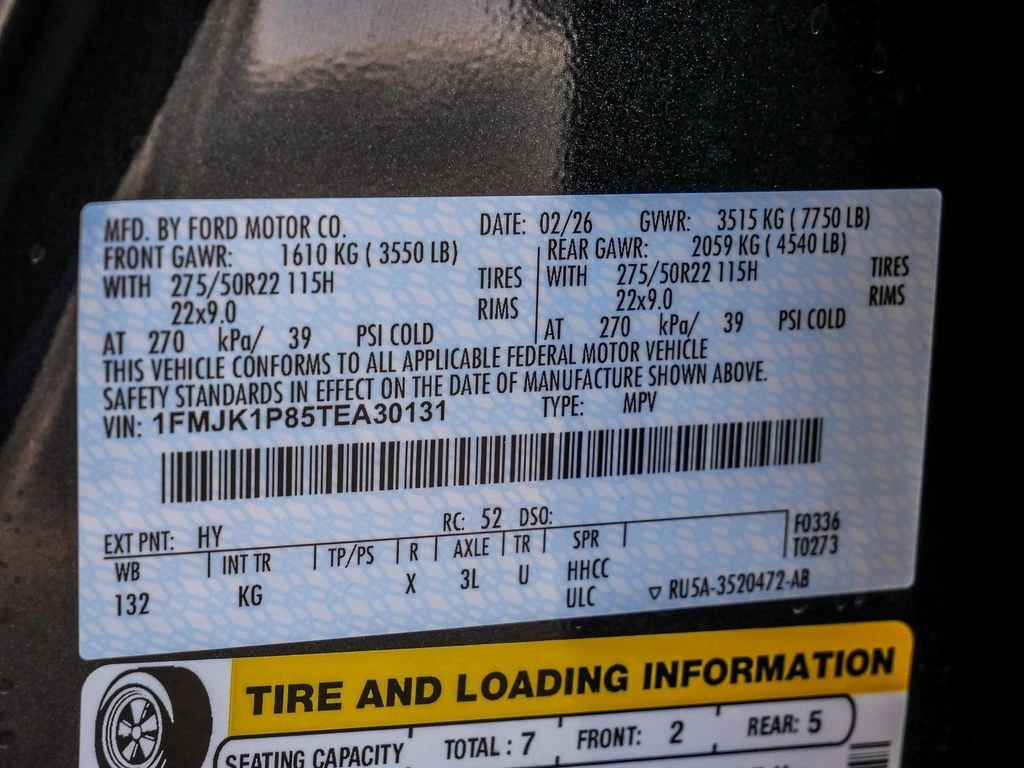 MFD. BY FORD MOTOR CO. DATE: 02/26 GVWR: 3515 KG ( 7750 LB)
FRONT GAWR: 1610 KG ( 3550 LB) REAR GAWR: 2059 KG ( 4540 LB)
WITH 275/50R22 115H TIRES WITH 275/50R22 115H TIRES
22x9.0 RIMS 22x9.0 RIMS
AT 270 kPa/ 39 PSI COLD AT 270 kPa/ 39 PSI COLD
THIS VEHICLE CONFORMS TO ALL APPLICABLE FEDERAL MOTOR VEHICLE
SAFETY STANDARDS IN EFFECT ON THE DATE OF MANUFACTURE SHOWN ABOVE.
VIN: 1FMJK1P85TEA30131 TYPE: MPV
EXT PNT: HY RC: 52 DSO: F0336
WB INT TR TP/PS R AXLE TR SPR T0273
132 KG X 3L U HHCC
ULC ▽ RU5A-3520472-AB
TIRE AND LOADING INFORMATION
SEATING CAPACITY TOTAL : 7 FRONT: 2 REAR: 5